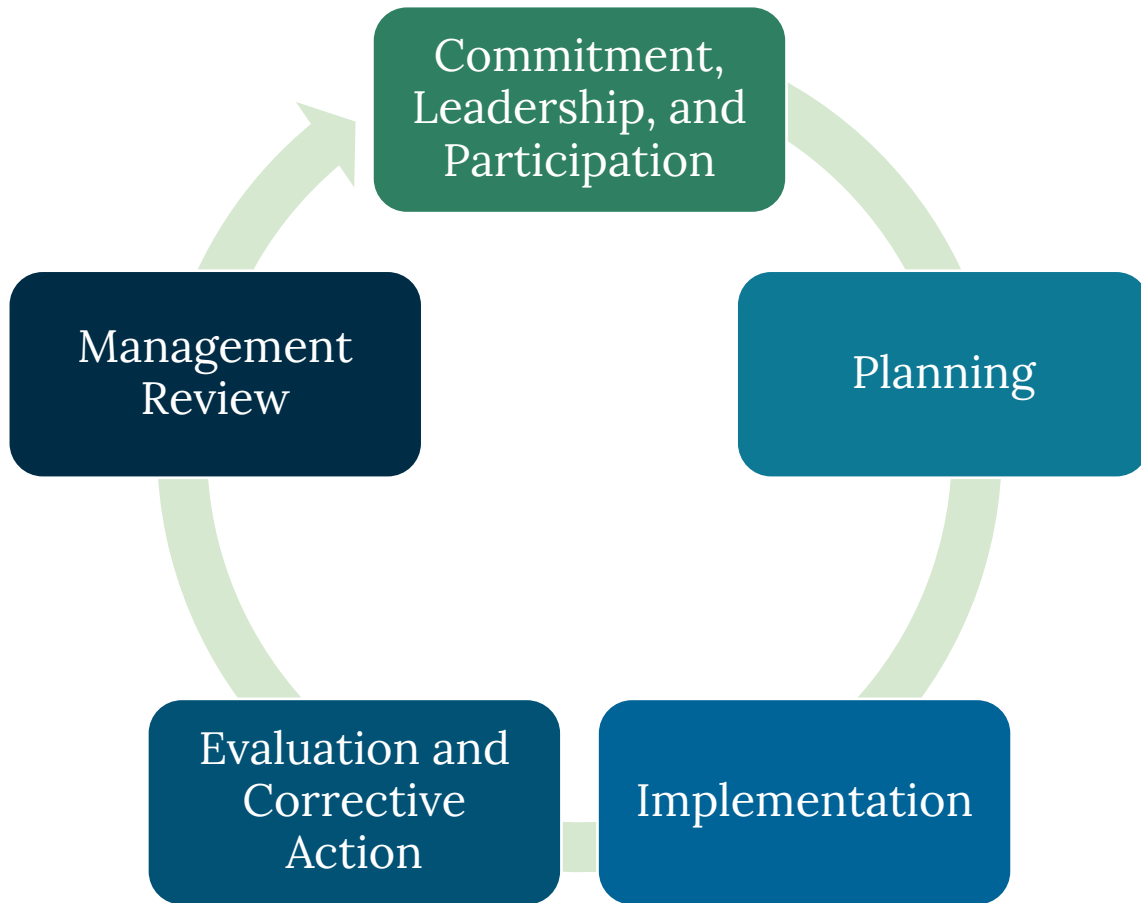 Commitment,
Leadership, and
Participation
Planning
Implementation
Evaluation and
Corrective
Action
Management
Review